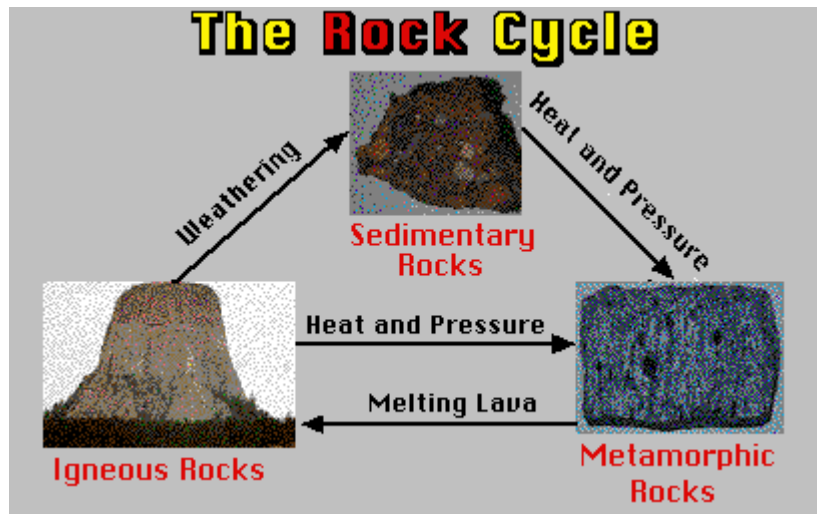 The Rock Cycle
Weathering
Heat and Pressure
Sedimentary
Rocks
Heat and Pressure
Melting Lava
Igneous Rocks
Metamorphic
Rocks